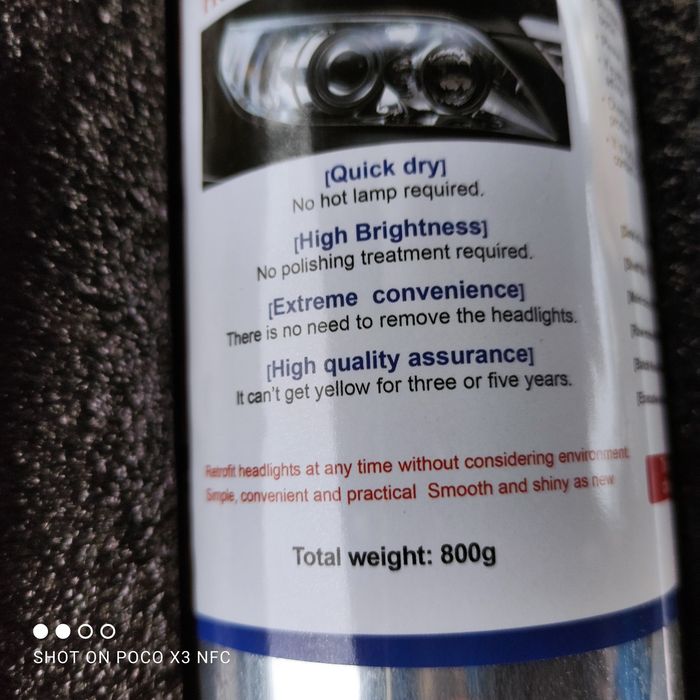 [Quick dry]
No hot lamp required.
[High Brightness]
No polishing treatment required.
[Extreme convenience]
There is no need to remove the headlights.
[High quality assurance]
It can't get yellow for three or five years.
Retrofit headlights at any time without considering environment
Simple, convenient and practical Smooth and shiny as new
Total weight: 800g
SHOT ON POCO X3 NFC